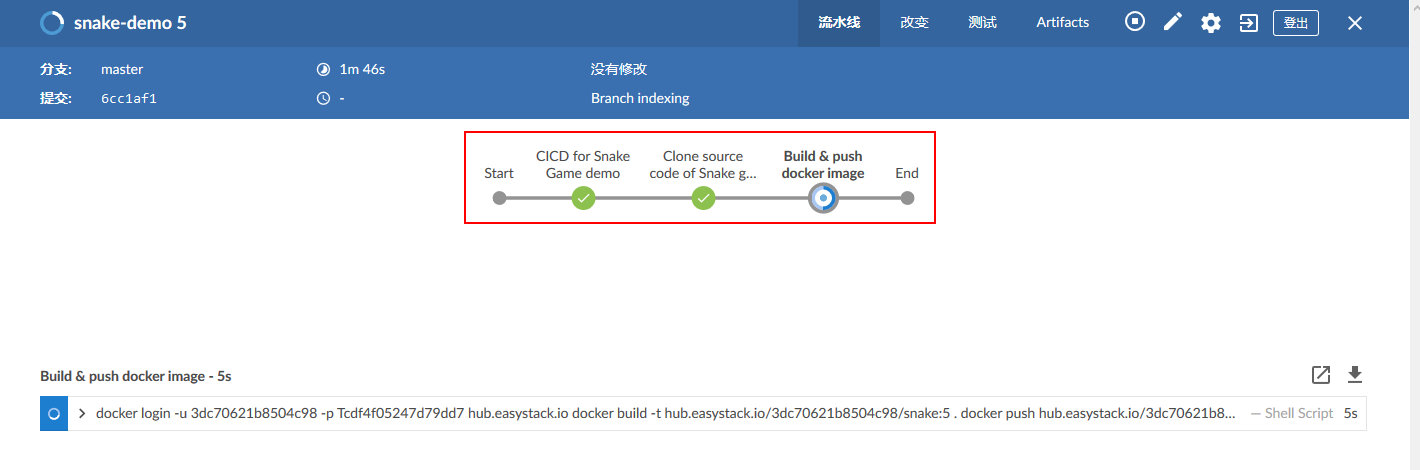 snake-demo 5
流水线 改变 测试 Artifacts 登出
分支: master 1m 46s 没有修改
提交: 6cc1af1 - Branch indexing
Start CICD for Snake Game demo Clone source code of Snake g... Build & push docker image End
Build & push docker image - 5s
docker login -u 3dc70621b8504c98 -p Tcdf4f05247d79dd7 hub.easystack.io docker build -t hub.easystack.io/3dc70621b8504c98/snake:5 . docker push hub.easystack.io/3dc70621b8... — Shell Script 5s